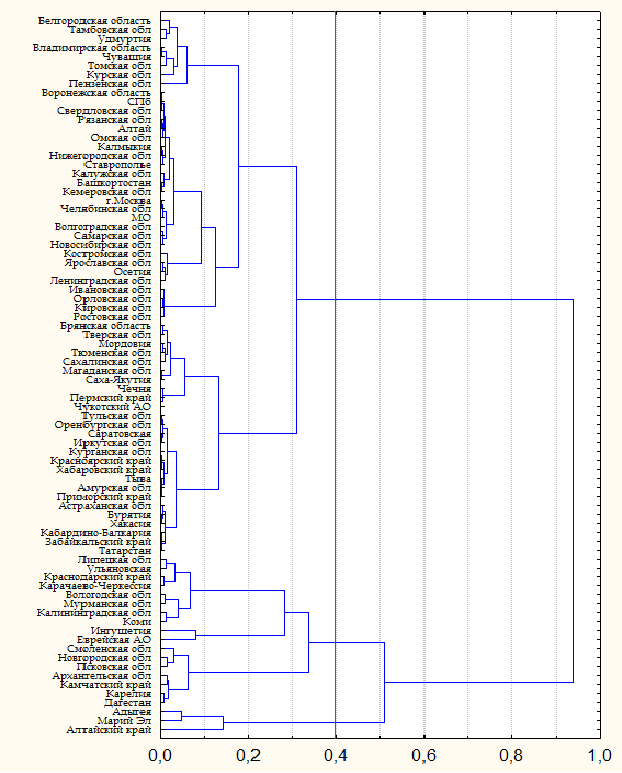 Белгородская область
Тамбовская обл
Удмуртия
Владимирская область
Чувашия
Томская обл
Курская обл
Пензенская обл
Воронежская область
СПб
Свердловская обл
Рязанская обл
Алтай
Омская обл
Калмыкия
Нижегородская обл
Ставрополье
Калужская обл
Башкортостан
Кемеровская обл
г.Москва
Челябинская обл
МО
Волгоградская обл
Самарская обл
Новосибирская обл
Костромская обл
Ярославская обл
Осетия
Ленинградская обл
Ивановская обл
Орловская обл
Кировская обл
Ростовская обл
Брянская область
Тверская обл
Мордовия
Тюменская обл
Сахалинская обл
Магаданская обл
Саха-Якутия
Чечня
Пермский край
Чукотский АО
Тульская обл
Оренбургская обл
Саратовская
Иркутская обл
Курганская обл
Красноярский край
Хабаровский край
Тыва
Амурская обл
Приморский край
Астраханская обл
Бурятия
Хакасия
Кабардино-Балкария
Забайкальский край
Татарстан
Липецкая обл
Ульяновская
Краснодарский край
Карачаево-Черкессия
Вологодская обл
Мурманская обл
Калининградская обл
Коми
Ингушетия
Еврейская АО
Смоленская обл
Новгородская обл
Псковская обл
Архангельская обл
Камчатский край
Карелия
Дагестан
Адыгея
Марий Эл
Алтайский край
0,0 0,2 0,4 0,6 0,8 1,0